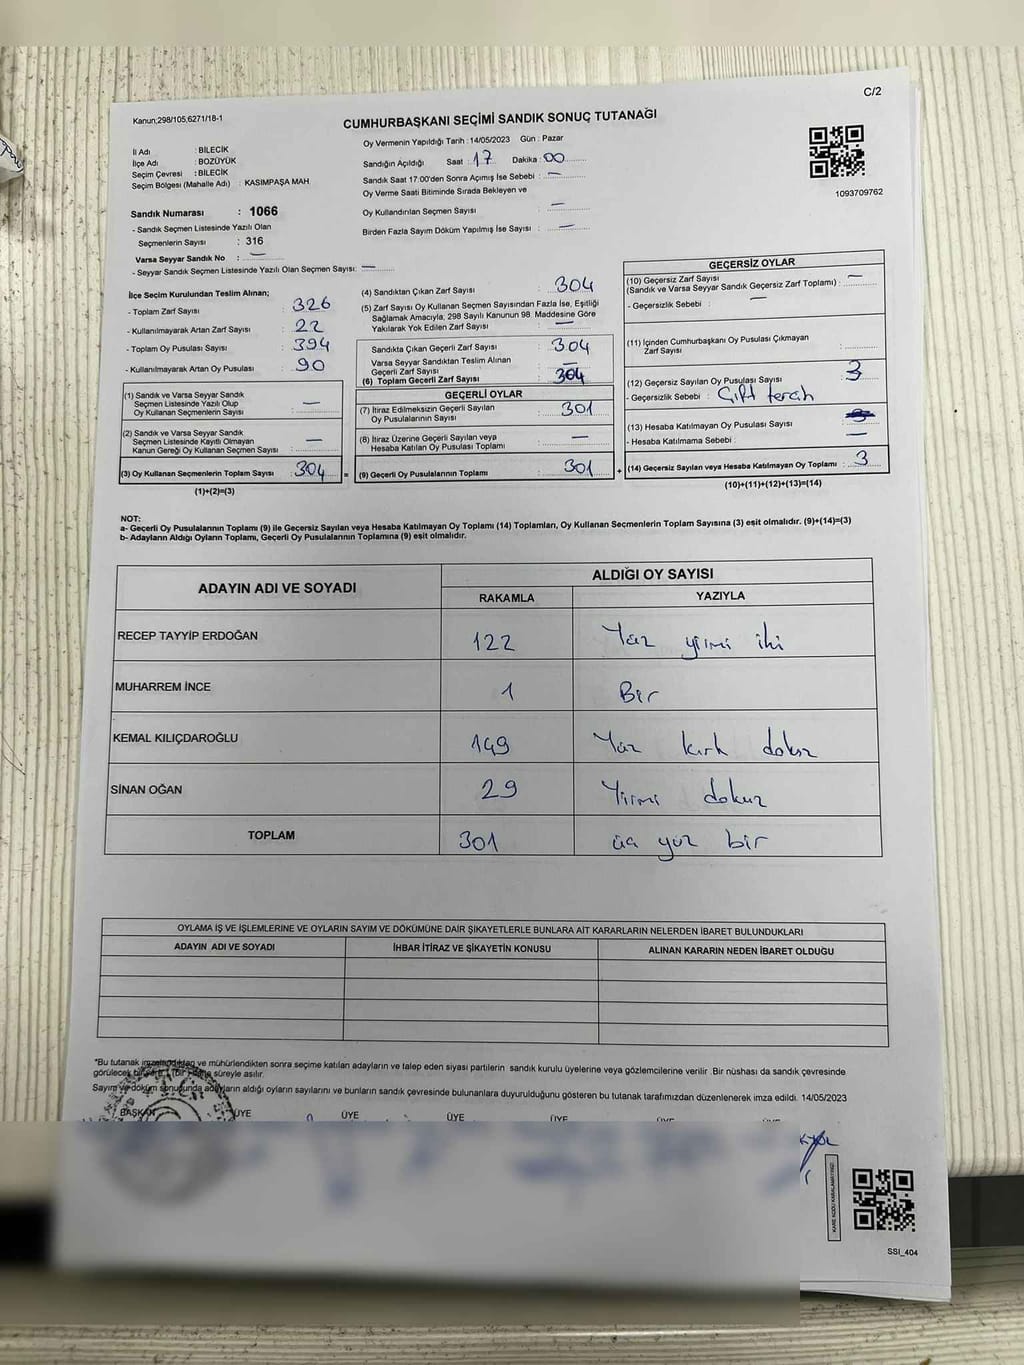 C/2
Kanun;298/105,6271/18-1
CUMHURBAŞKANI SEÇİMİ SANDIK SONUÇ TUTANAĞI
İl Adı : BİLECİK
İlçe Adı : BOZÜYÜK
Seçim Çevresi : BİLECİK
Seçim Bölgesi (Mahalle Adı) : KASIMPAŞA MAH
Sandık Numarası : 1066
- Sandık Seçmen Listesinde Yazılı Olan
Seçmenlerin Sayısı : 316
Varsa Seyyar Sandık No : —
- Seyyar Sandık Seçmen Listesinde Yazılı Olan Seçmen Sayısı: —
Oy Vermenin Yapıldığı Tarih : 14/05/2023 Gün : Pazar
Sandığın Açıldığı Saat : 17 Dakika : 00
Sandık Saat 17:00'den Sonra Açımış İse Sebebi : —
Oy Verme Saati Bitiminde Sırada Bekleyen ve
Oy Kullandırılan Seçmen Sayısı : —
Birden Fazla Sayım Döküm Yapılmış İse Sayısı : —
1093709762
İlçe Seçim Kurulundan Teslim Alınan;
- Toplam Zarf Sayısı : 326
- Kullanılmayarak Artan Zarf Sayısı : 22
- Toplam Oy Pusulası Sayısı : 394
- Kullanılmayarak Artan Oy Pusulası : 90
(1) Sandık ve Varsa Seyyar Sandık
Seçmen Listesinde Yazılı Olup
Oy Kullanan Seçmenlerin Sayısı : —
(2) Sandık ve Varsa Seyyar Sandık
Seçmen Listesinde Kayıtlı Olmayan
Kanun Gereği Oy Kullanan Seçmen Sayısı : —
(3) Oy Kullanan Seçmenlerin Toplam Sayısı : 304 =
(1)+(2)=(3)
(4) Sandıktan Çıkan Zarf Sayısı : 304
(5) Zarf Sayısı Oy Kullanan Seçmen Sayısından Fazla İse, Eşitliği
Sağlamak Amacıyla, 298 Sayılı Kanunun 98. Maddesine Göre
Yakılarak Yok Edilen Zarf Sayısı : —
Sandıkta Çıkan Geçerli Zarf Sayısı : 304
Varsa Seyyar Sandıktan Teslim Alınan
Geçerli Zarf Sayısı : —
(6) Toplam Geçerli Zarf Sayısı : 304
GEÇERLİ OYLAR
(7) İtiraz Edilmeksizin Geçerli Sayılan
Oy Pusulalarının Sayısı : 301
(8) İtiraz Üzerine Geçerli Sayılan veya
Hesaba Katılan Oy Pusulası Toplamı : —
(9) Geçerli Oy Pusulalarının Toplamı : 301 +
GEÇERSİZ OYLAR
(10) Geçersiz Zarf Sayısı
(Sandık ve Varsa Seyyar Sandık Geçersiz Zarf Toplamı) : —
- Geçersizlik Sebebi : —
(11) İçinden Cumhurbaşkanı Oy Pusulası Çıkmayan
Zarf Sayısı :
(12) Geçersiz Sayılan Oy Pusulası Sayısı : 3
- Geçersizlik Sebebi : Çift tercih
(13) Hesaba Katılmayan Oy Pusulası Sayısı :
- Hesaba Katılmama Sebebi : —
(14) Geçersiz Sayılan veya Hesaba Katılmayan Oy Toplamı : 3
(10)+(11)+(12)+(13)=(14)
NOT:
a- Geçerli Oy Pusulalarının Toplamı (9) ile Geçersiz Sayılan veya Hesaba Katılmayan Oy Toplamı (14) Toplamları, Oy Kullanan Seçmenlerin Toplam Sayısına (3) eşit olmalıdır. (9)+(14)=(3)
b- Adayların Aldığı Oyların Toplamı, Geçerli Oy Pusulalarının Toplamına (9) eşit olmalıdır.
ADAYIN ADI VE SOYADI ALDIĞI OY SAYISI
RAKAMLA YAZIYLA
RECEP TAYYİP ERDOĞAN 122 Yüz yirmi iki
MUHARREM İNCE 1 Bir
KEMAL KILIÇDAROĞLU 149 Yüz kırk dokuz
SİNAN OĞAN 29 Yirmi dokuz
TOPLAM 301 üç yüz bir
OYLAMA İŞ VE İŞLEMLERİNE VE OYLARIN SAYIM VE DÖKÜMÜNE DAİR ŞİKAYETLERLE BUNLARA AİT KARARLARIN NELERDEN İBARET BULUNDUKLARI
ADAYIN ADI VE SOYADI İHBAR İTİRAZ VE ŞİKAYETİN KONUSU ALINAN KARARIN NEDEN İBARET OLDUĞU
"Bu tutanak imzalandıktan ve mühürlendikten sonra seçime katılan adayların ve talep eden siyasi partilerin sandık kurulu üyelerine veya gözlemcilerine verilir .Bir nüshası da sandık çevresinde
görülecek bir yere 1 (bir) hafta süreyle asılır.
Sayım ve döküm sonucunda adayların aldığı oyların sayılarını ve bunların sandık çevresinde bulunanlara duyurulduğunu gösteren bu tutanak tarafımızdan düzenlenerek imza edildi. 14/05/2023
BAŞKAN ÜYE ÜYE ÜYE ÜYE ÜYE ÜYE
SSI_404